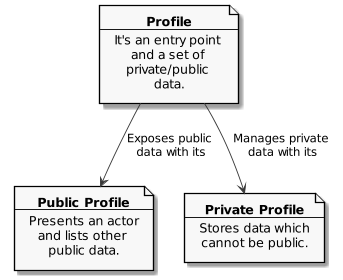 Profile
It's an entry point
and a set of
private/public
data.
Exposes public
data with its
Manages private
data with its
Public Profile
Presents an actor
and lists other
public data.
Private Profile
Stores data which
cannot be public.